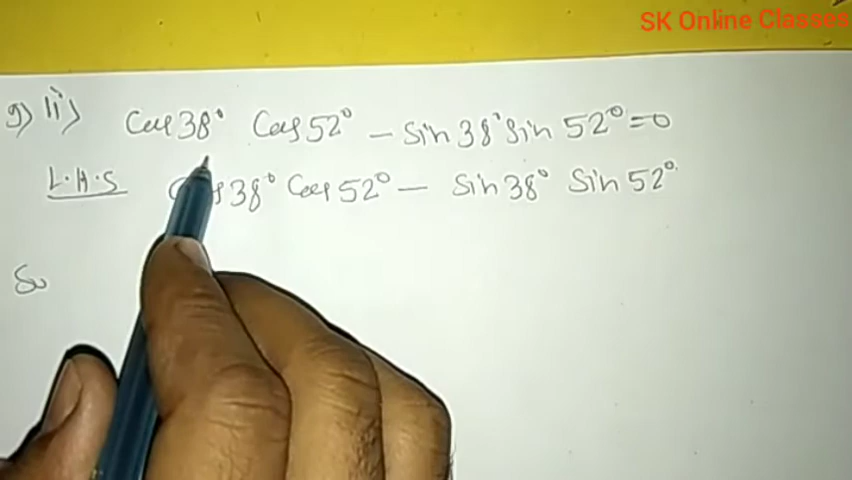 SK Online Classes
9) ii) Cos 38° Cos 52° - Sin 38° Sin 52° = 0
L.H.S Cos 38° Cos 52° - Sin 38° Sin 52°